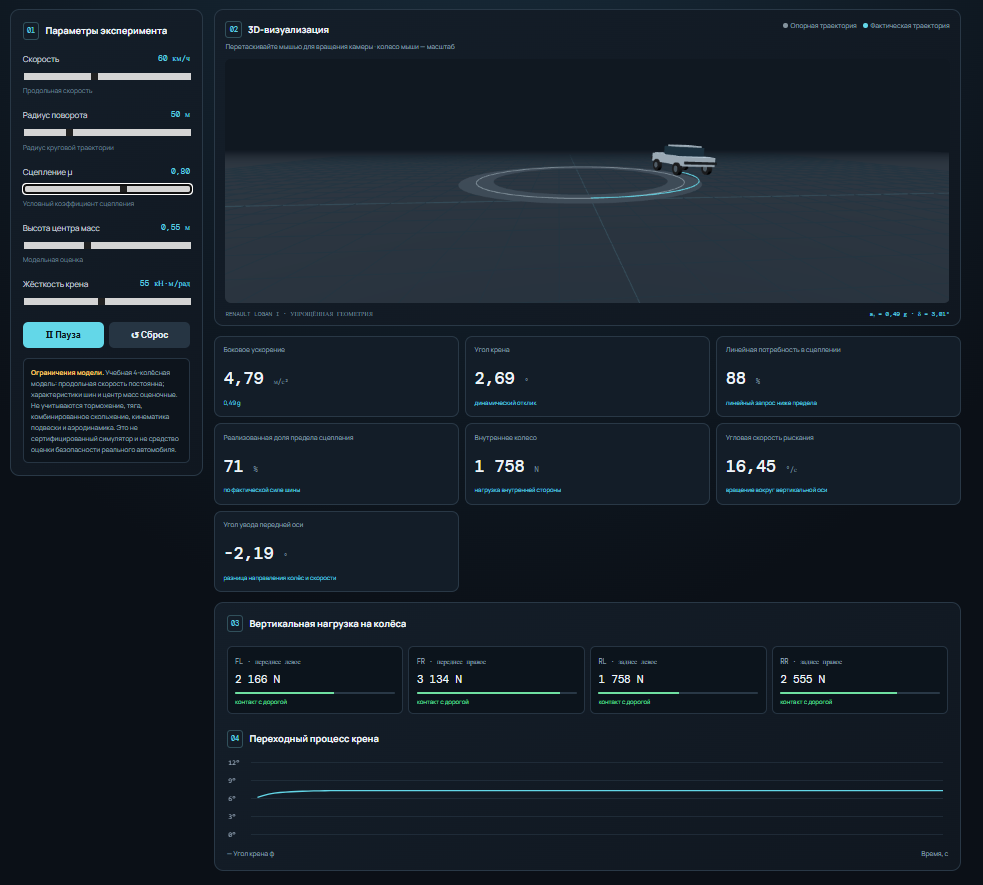 01 Параметры эксперимента
Скорость 60 км/ч
Продольная скорость
Радиус поворота 50 м
Радиус круговой траектории
Сцепление μ 0,80
Условный коэффициент сцепления
Высота центра масс 0,55 м
Модельная оценка
Жёсткость крена 55 кН·м/рад
Пауза
↺ Сброс
Ограничения модели. Учебная 4-колёсная
модель: продольная скорость постоянна;
характеристики шин и центр масс оценочные.
Не учитываются торможение, тяга,
комбинированное скольжение, кинематика
подвески и аэродинамика. Это не
сертифицированный симулятор и не средство
оценки безопасности реального автомобиля.
02 3D-визуализация
Опорная траектория Фактическая траектория
Перетаскивайте мышью для вращения камеры · колесо мыши — масштаб
RENAULT LOGAN I · УПРОЩЁННАЯ ГЕОМЕТРИЯ
= 0,49 g · δ = 3,01°
Боковое ускорение
4,79 м/с²
0,49 g
Угол крена
2,69 °
динамический отклик
Линейная потребность в сцеплении
88 %
линейный запрос ниже предела
Реализованная доля предела сцепления
71 %
по фактической силе шины
Внутреннее колесо
1 758 N
нагрузка внутренней стороны
Угловая скорость рыскания
16,45 °/с
вращение вокруг вертикальной оси
Угол увода передней оси
-2,19 °
разница направления колёс и скорости
03 Вертикальная нагрузка на колёса
FL · переднее левое
2 166 N
контакт с дорогой
FR · переднее правое
3 134 N
контакт с дорогой
RL · заднее левое
1 758 N
контакт с дорогой
RR · заднее правое
2 555 N
контакт с дорогой
04 Переходный процесс крена
12°
9°
6°
3°
0°
— Угол крена φ
Время, с